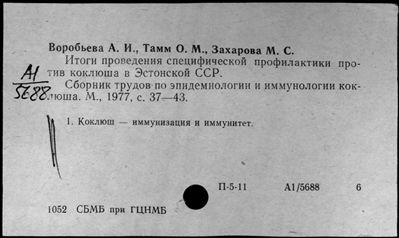 Воробьева А. И., Тамм О. М., Захарова М. С.
Итоги проведения специфической профилактики про-
тив коклюша в Эстонской ССР.
А1
5688
Сборник трудов по эпидемиологии и иммунологии кок-
люша. М., 1977, с. 37—43.
1. Коклюш — иммунизация и иммунитет.
П-5-11 А1/5688 6
1052 СБМБ при ГЦНМБ